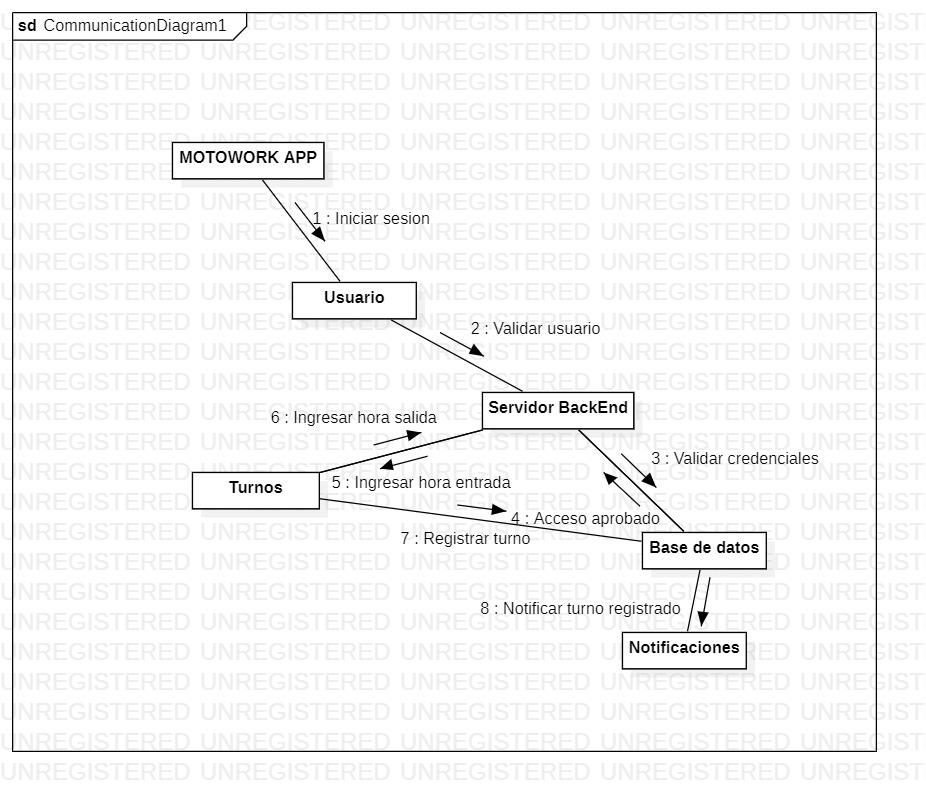 sd CommunicationDiagram1
MOTOWORK APP
1 : Iniciar sesion
Usuario
2 : Validar usuario
Servidor BackEnd
6 : Ingresar hora salida
3 : Validar credenciales
5 : Ingresar hora entrada
Turnos
4 : Acceso aprobado
7 : Registrar turno
Base de datos
8 : Notificar turno registrado
Notificaciones
UNREGISTERED